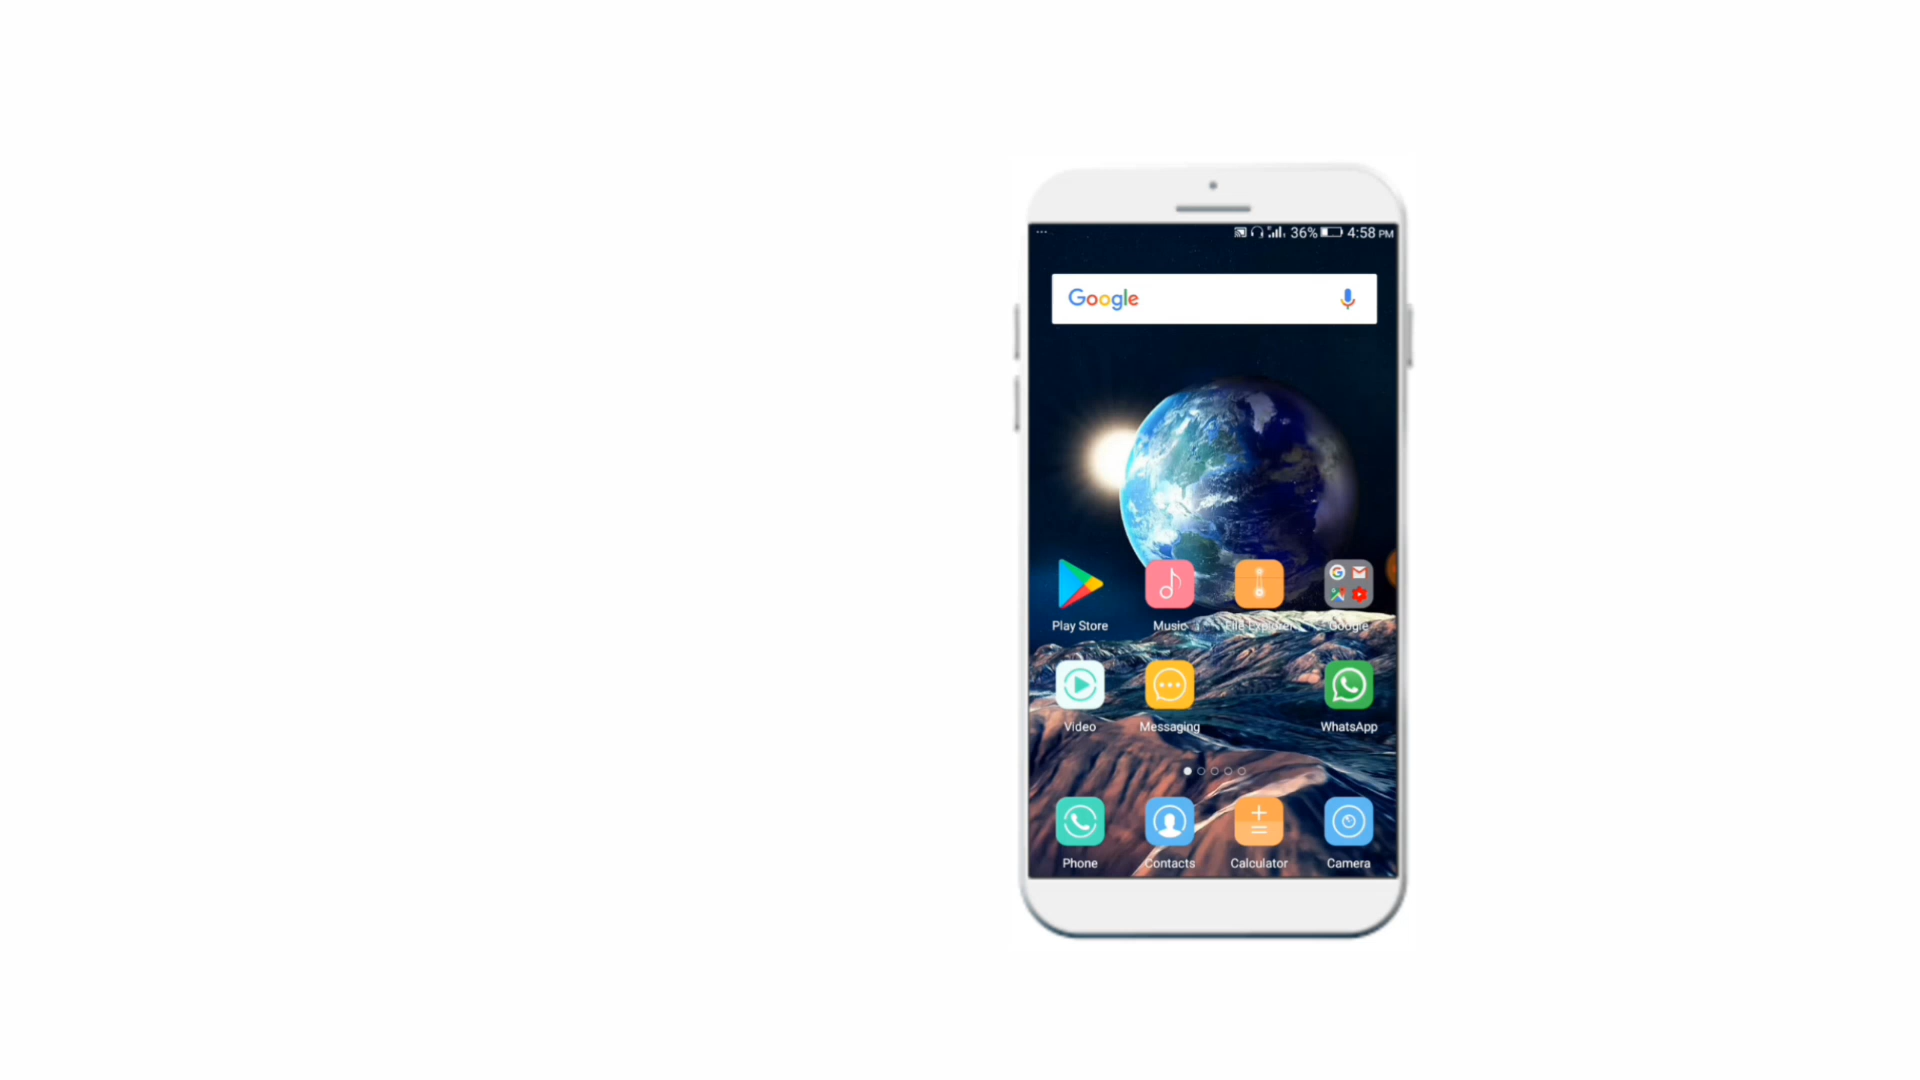 36% 4:58 PM
Google
Play Store Music File Explorer Google
Video Messaging WhatsApp
Phone Contacts Calculator Camera